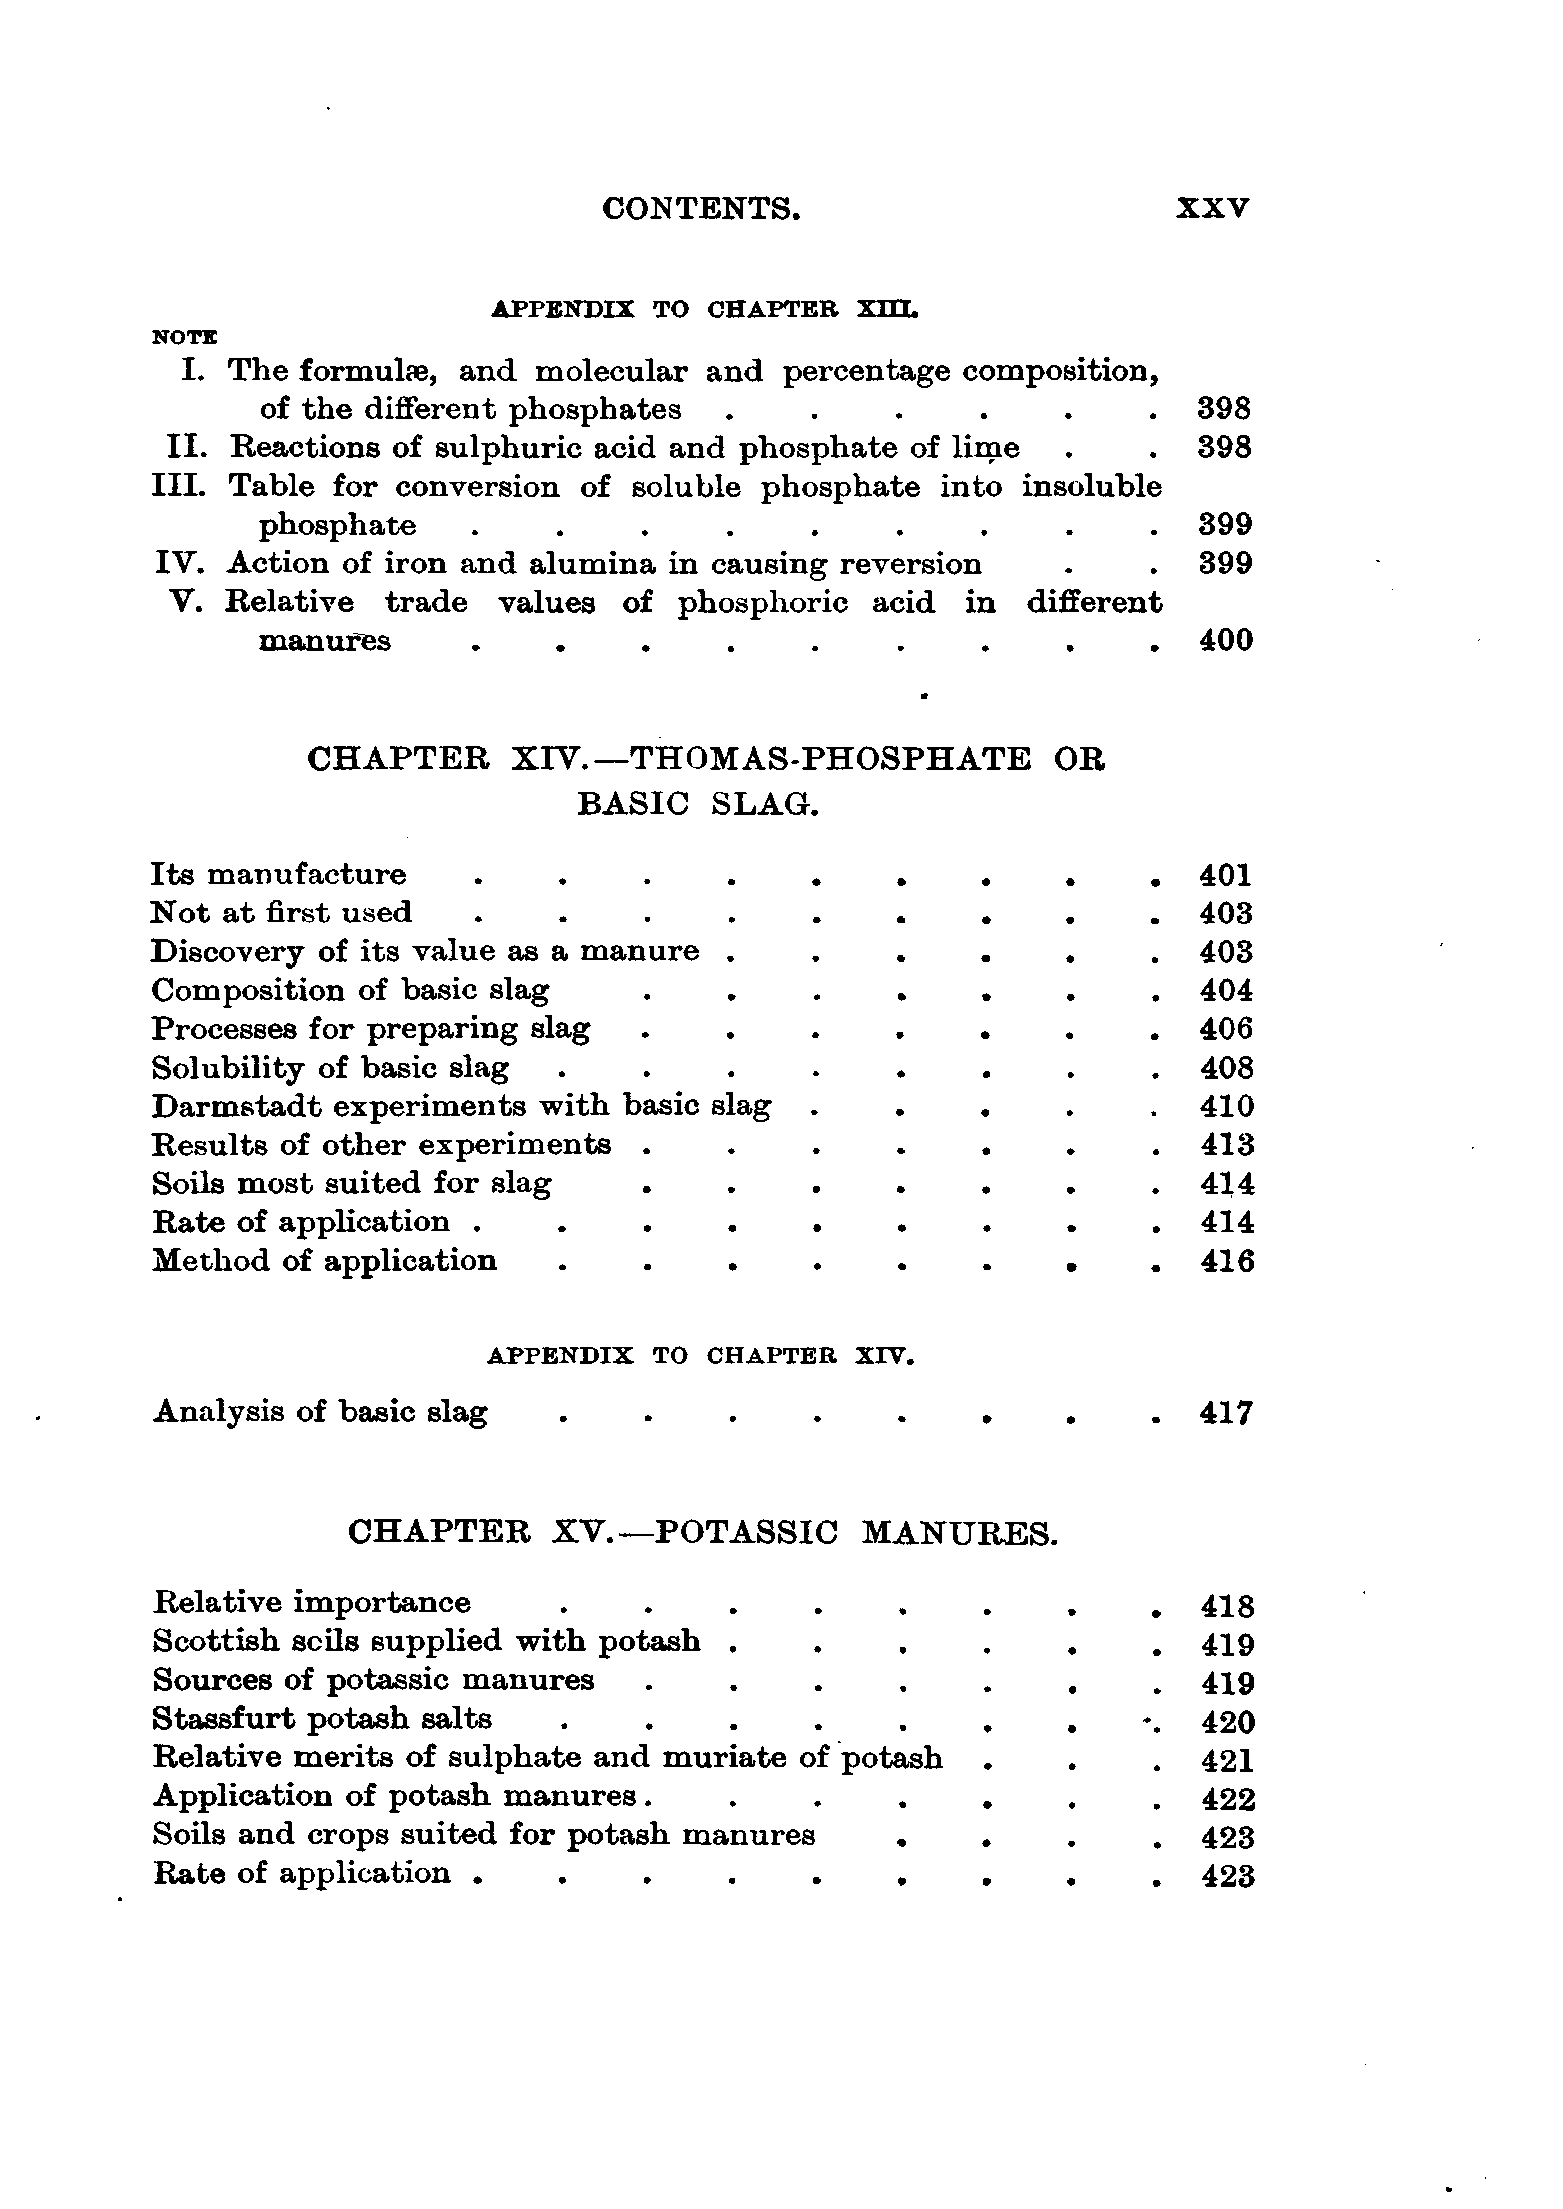 CONTENTS. XXV
APPENDIX TO CHAPTER XIII.
NOTE
I. The formulæ, and molecular and percentage composition,
of the different phosphates . . . . . . 398
II. Reactions of sulphuric acid and phosphate of lime . . 398
III. Table for conversion of soluble phosphate into insoluble
phosphate . . . . . . . . . 399
IV. Action of iron and alumina in causing reversion . . 399
V. Relative trade values of phosphoric acid in different
manures . . . . . . . . . 400
CHAPTER XIV.—THOMAS-PHOSPHATE OR
BASIC SLAG.
Its manufacture . . . . . . . . . 401
Not at first used . . . . . . . . . 403
Discovery of its value as a manure . . . . . . 403
Composition of basic slag . . . . . . . 404
Processes for preparing slag . . . . . . . 406
Solubility of basic slag . . . . . . . . 408
Darmstadt experiments with basic slag . . . . . 410
Results of other experiments . . . . . . . 413
Soils most suited for slag . . . . . . . 414
Rate of application . . . . . . . . . 414
Method of application . . . . . . . . 416
APPENDIX TO CHAPTER XIV.
Analysis of basic slag . . . . . . . . 417
CHAPTER XV.—POTASSIC MANURES.
Relative importance . . . . . . . . 418
Scottish soils supplied with potash . . . . . . 419
Sources of potassic manures . . . . . . . 419
Stassfurt potash salts . . . . . . . . 420
Relative merits of sulphate and muriate of potash . . . 421
Application of potash manures . . . . . . . 422
Soils and crops suited for potash manures . . . . 423
Rate of application . . . . . . . . . 423